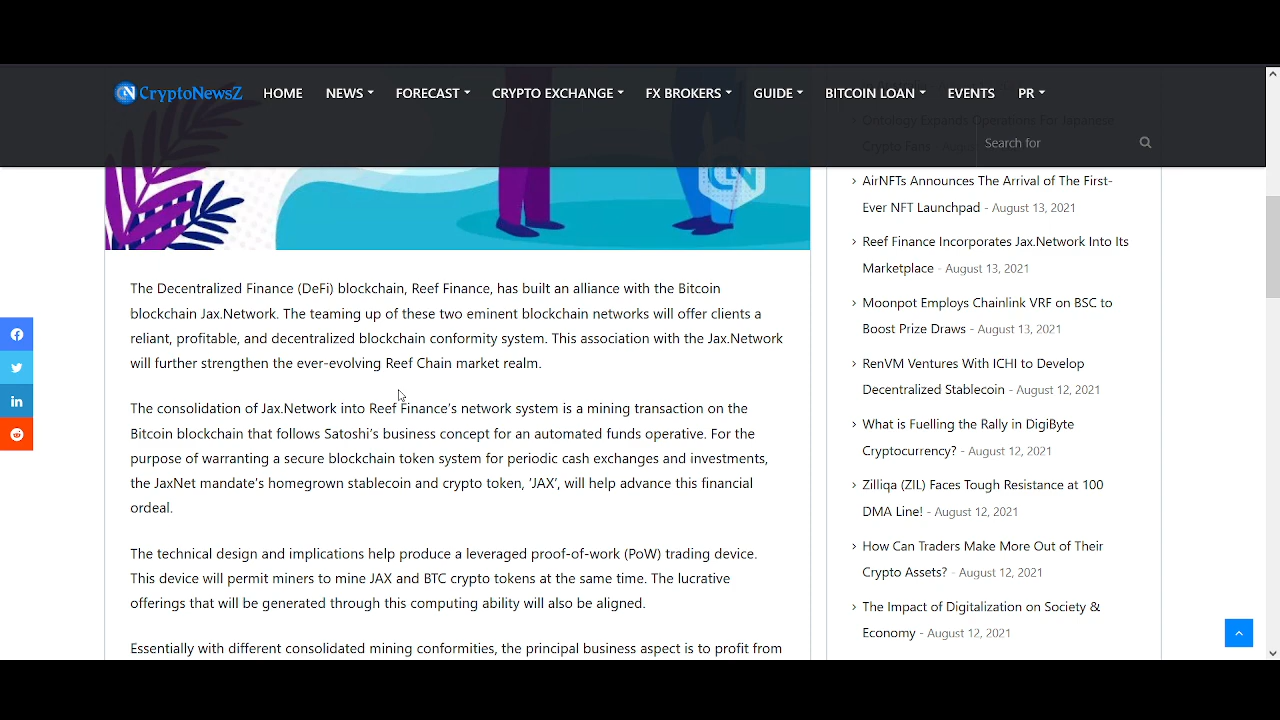 CryptoNewsZ HOME NEWS FORECAST CRYPTO EXCHANGE FX BROKERS GUIDE BITCOIN LOAN EVENTS PR
Search for
The Decentralized Finance (DeFi) blockchain, Reef Finance, has built an alliance with the Bitcoin
blockchain Jax.Network. The teaming up of these two eminent blockchain networks will offer clients a
reliant, profitable, and decentralized blockchain conformity system. This association with the Jax.Network
will further strengthen the ever-evolving Reef Chain market realm.
The consolidation of Jax.Network into Reef Finance's network system is a mining transaction on the
Bitcoin blockchain that follows Satoshi's business concept for an automated funds operative. For the
purpose of warranting a secure blockchain token system for periodic cash exchanges and investments,
the JaxNet mandate's homegrown stablecoin and crypto token, 'JAX', will help advance this financial
ordeal.
The technical design and implications help produce a leveraged proof-of-work (PoW) trading device.
This device will permit miners to mine JAX and BTC crypto tokens at the same time. The lucrative
offerings that will be generated through this computing ability will also be aligned.
Essentially with different consolidated mining conformities, the principal business aspect is to profit from
Ontology Expands Operations For Japanese
Crypto Fans -
AirNFTs Announces The Arrival of The First-
Ever NFT Launchpad - August 13, 2021
Reef Finance Incorporates Jax.Network Into Its
Marketplace - August 13, 2021
Moonpot Employs Chainlink VRF on BSC to
Boost Prize Draws - August 13, 2021
RenVM Ventures With ICHI to Develop
Decentralized Stablecoin - August 12, 2021
What is Fuelling the Rally in DigiByte
Cryptocurrency? - August 12, 2021
Zilliqa (ZIL) Faces Tough Resistance at 100
DMA Line! - August 12, 2021
How Can Traders Make More Out of Their
Crypto Assets? - August 12, 2021
The Impact of Digitalization on Society &
Economy - August 12, 2021